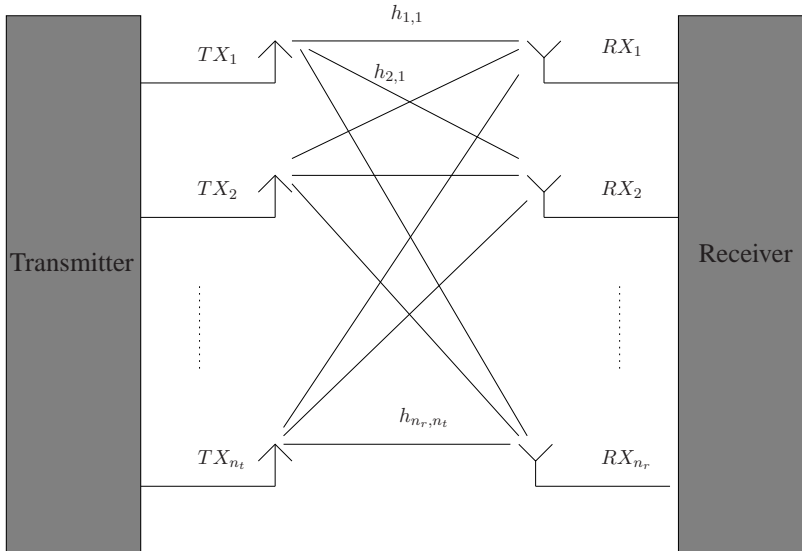 h_{1,1}
TX_1
RX_1
h_{2,1}
TX_2
RX_2
Transmitter
Receiver
h_{n_r,n_t}
TX_{n_t}
RX_{n_r}